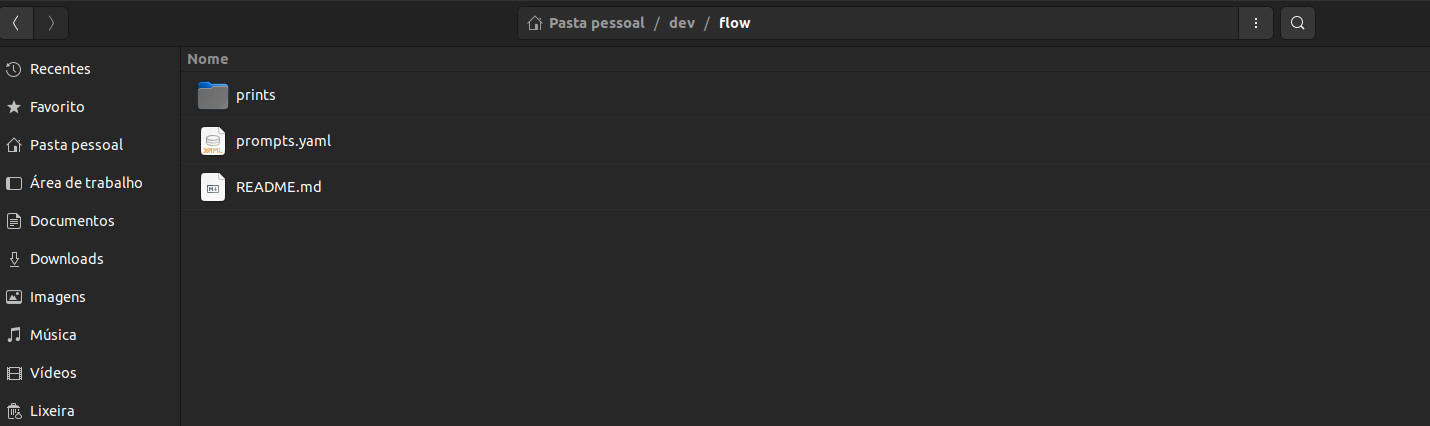 Pasta pessoal / dev / flow
Nome
Recentes
Favorito
Pasta pessoal
Área de trabalho
Documentos
Downloads
Imagens
Música
Vídeos
Lixeira
prints
prompts.yaml
README.md